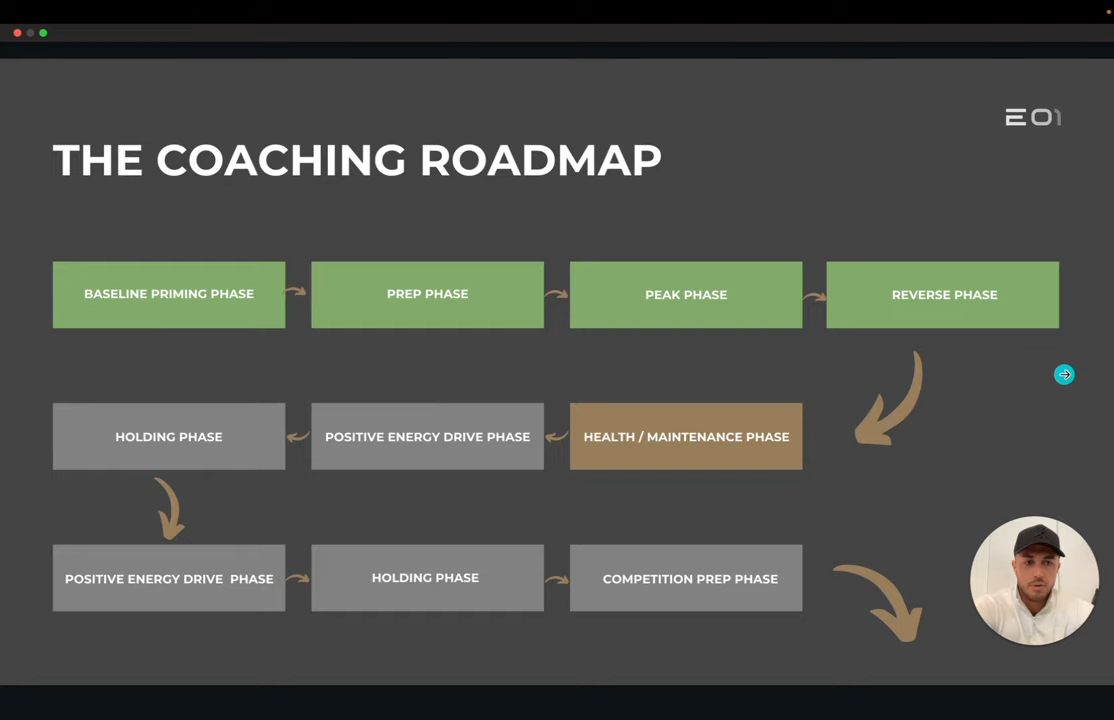 E01
THE COACHING ROADMAP
BASELINE PRIMING PHASE
PREP PHASE
PEAK PHASE
REVERSE PHASE
HOLDING PHASE
POSITIVE ENERGY DRIVE PHASE
HEALTH / MAINTENANCE PHASE
POSITIVE ENERGY DRIVE PHASE
HOLDING PHASE
COMPETITION PREP PHASE